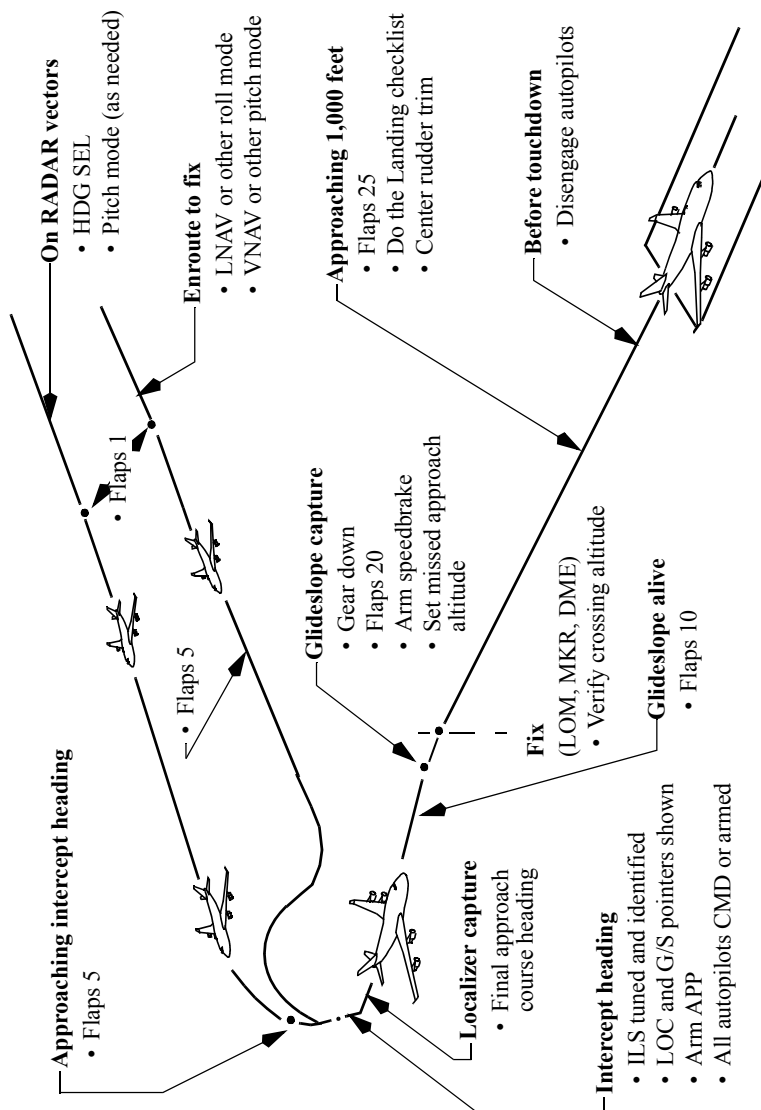 On RADAR vectors
• HDG SEL
• Pitch mode (as needed)
Enroute to fix
• LNAV or other roll mode
• VNAV or other pitch mode
• Flaps 1
Approaching intercept heading
• Flaps 5
• Flaps 5
Intercept heading
• ILS tuned and identified
• LOC and G/S pointers shown
• Arm APP
• All autopilots CMD or armed
Localizer capture
• Final approach
course heading
Glideslope alive
• Flaps 10
Glideslope capture
• Gear down
• Flaps 20
• Arm speedbrake
• Set missed approach
altitude
Fix
(LOM, MKR, DME)
• Verify crossing altitude
Approaching 1,000 feet
• Flaps 25
• Do the Landing checklist
• Center rudder trim
Before touchdown
• Disengage autopilots